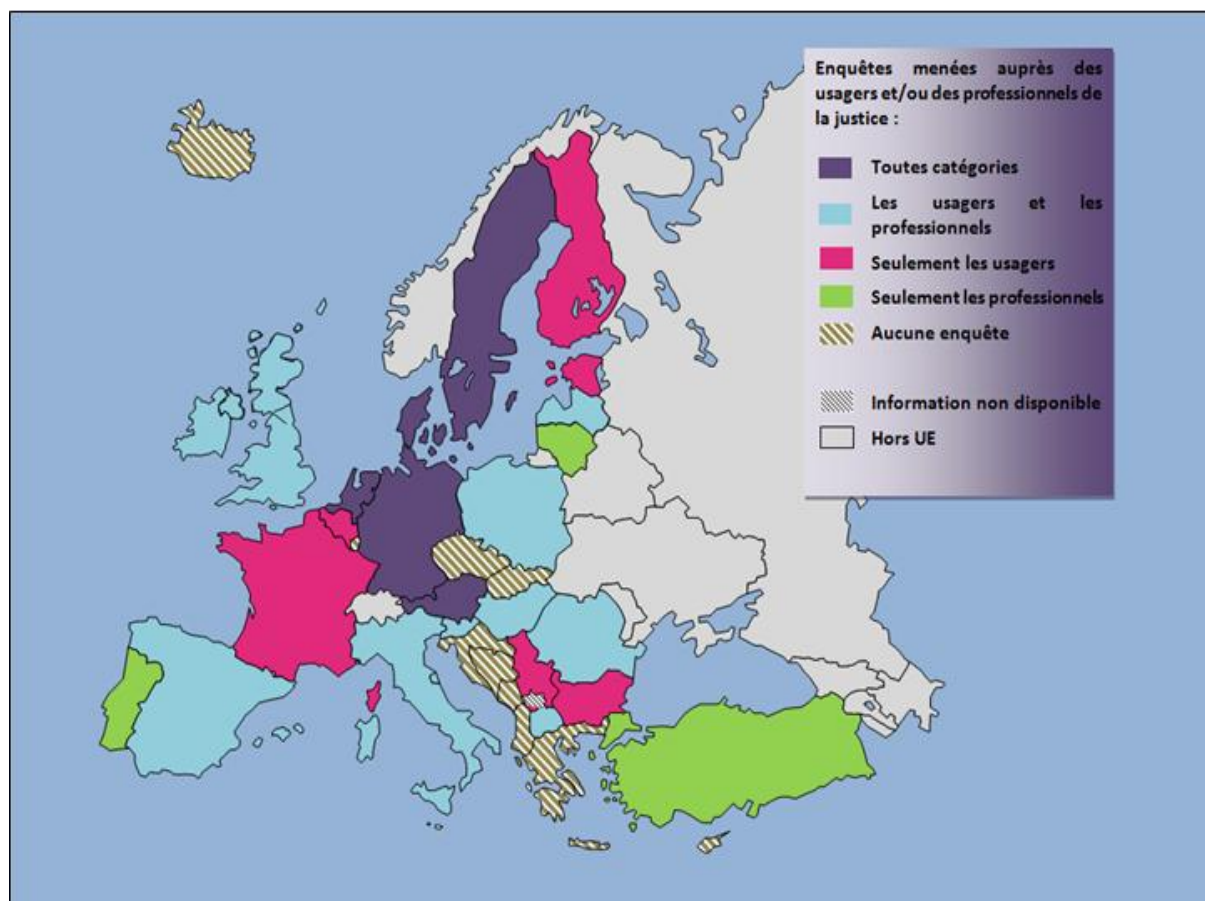 Enquêtes menées auprès des
usagers et/ou des professionnels de
la justice :
Toutes catégories
Les usagers et les
professionnels
Seulement les usagers
Seulement les professionnels
Aucune enquête
Information non disponible
Hors UE